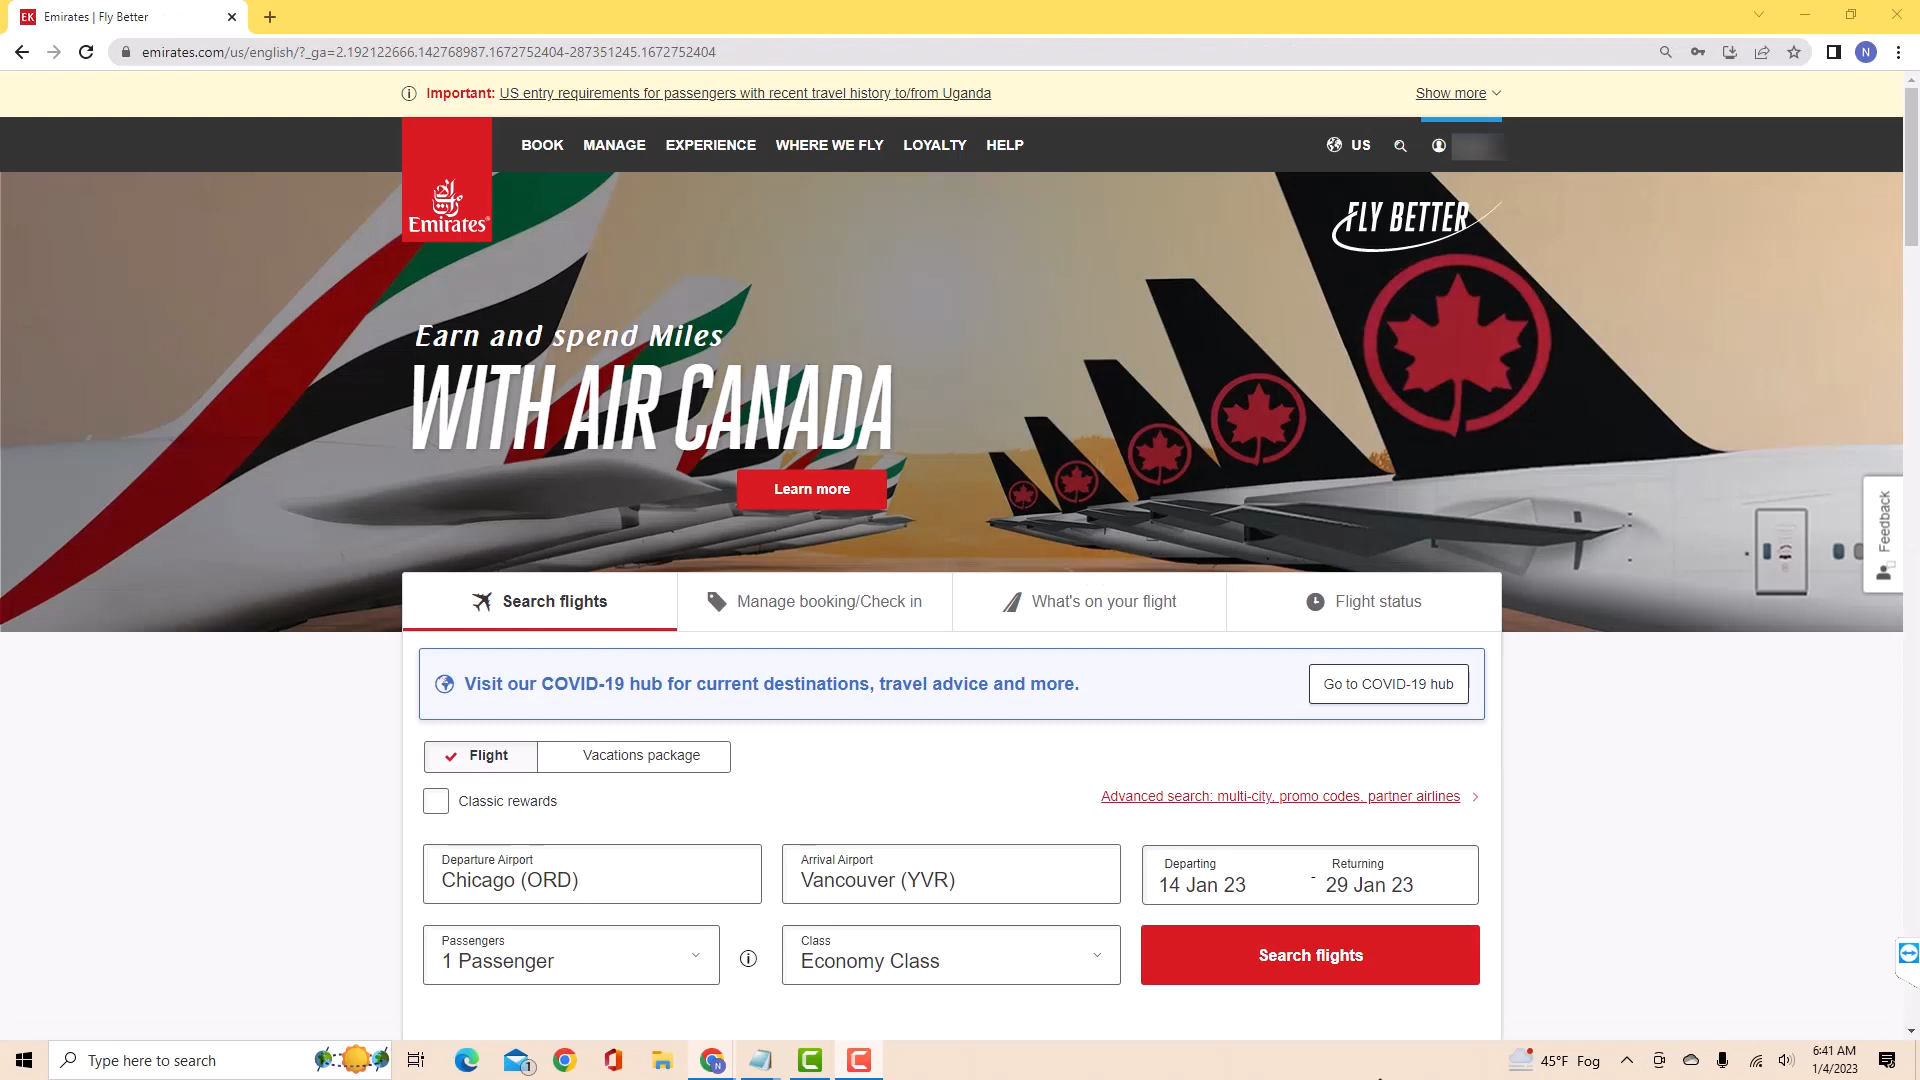 EK Emirates | Fly Better
emirates.com/us/english/?_ga=2.192122666.142768987.1672752404-287351245.1672752404
N
Important: US entry requirements for passengers with recent travel history to/from Uganda
Show more
BOOK MANAGE EXPERIENCE WHERE WE FLY LOYALTY HELP
US
Emirates
FLY BETTER
Earn and spend Miles
WITH AIR CANADA
Learn more
Feedback
Search flights
Manage booking/Check in
What's on your flight
Flight status
Visit our COVID-19 hub for current destinations, travel advice and more.
Go to COVID-19 hub
Flight
Vacations package
Classic rewards
Advanced search: multi-city, promo codes, partner airlines
Departure Airport
Chicago (ORD)
Arrival Airport
Vancouver (YVR)
Departing
14 Jan 23
-
Returning
29 Jan 23
Passengers
1 Passenger
Class
Economy Class
Search flights
Type here to search
1
N
45°F Fog
6:41 AM
1/4/2023